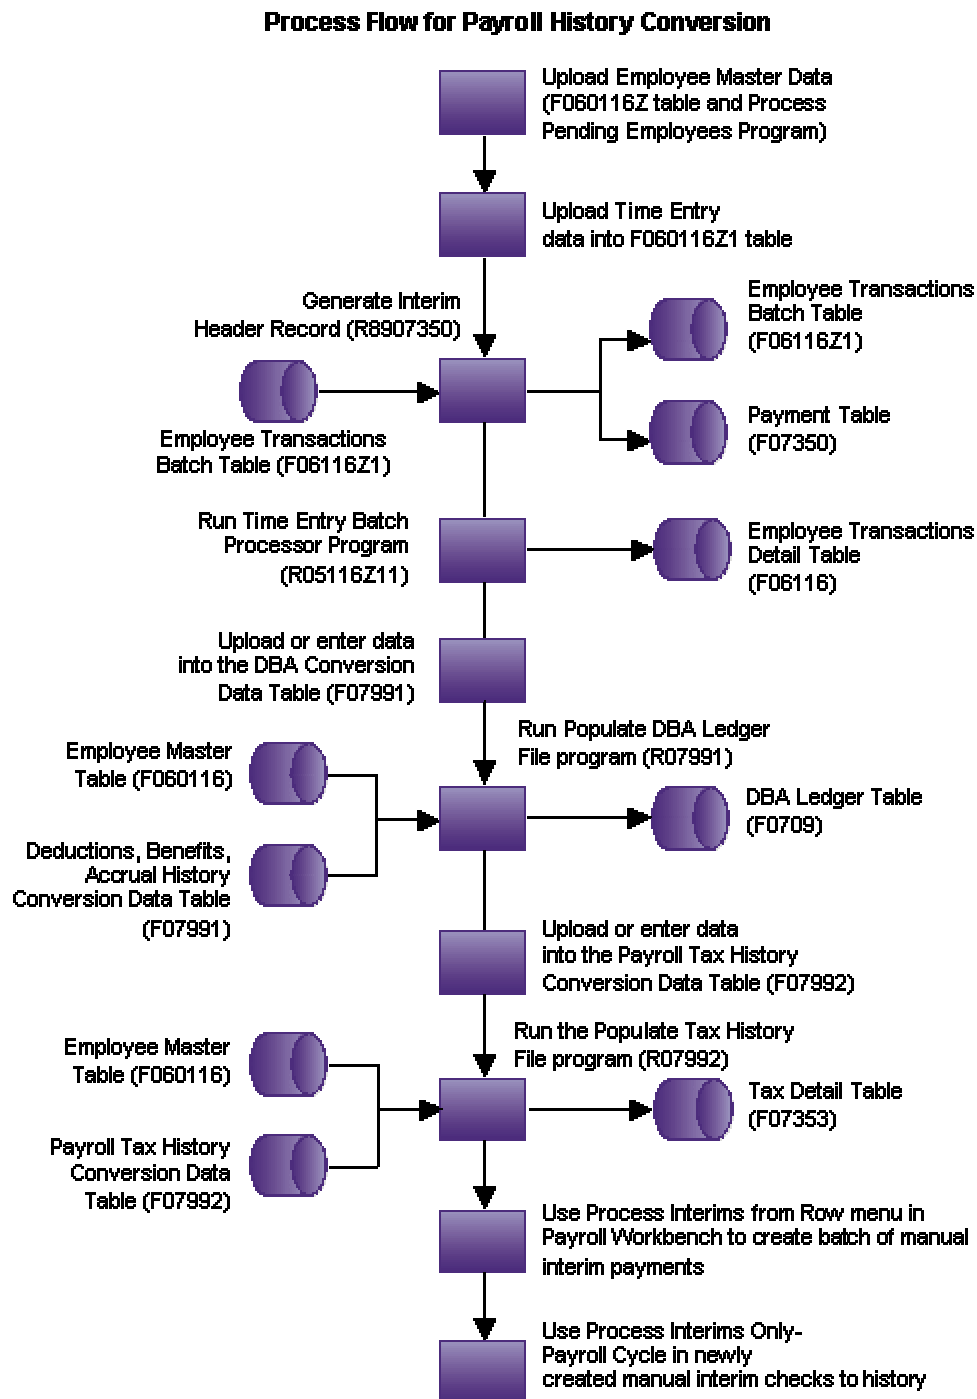 Process Flow for Payroll History Conversion
Upload Employee Master Data
(F060116Z table and Process
Pending Employees Program)
Upload Time Entry
data into F060116Z1 table
Generate Interim
Header Record (R8907350)
Employee Transactions
Batch Table
(F06116Z1)
Employee Transactions
Batch Table (F06116Z1)
Payment Table
(F07350)
Run Time Entry Batch
Processor Program
(R05116Z11)
Employee Transactions
Detail Table
(F06116)
Upload or enter data
into the DBA Conversion
Data Table (F07991)
Run Populate DBA Ledger
File program (R07991)
Employee Master
Table (F060116)
DBA Ledger Table
(F0709)
Deductions, Benefits,
Accrual History
Conversion Data Table
(F07991)
Upload or enter data
into the Payroll Tax History
Conversion Data Table (F07992)
Run the Populate Tax History
File program (R07992)
Employee Master
Table (F060116)
Tax Detail Table
(F07353)
Payroll Tax History
Conversion Data
Table (F07992)
Use Process Interims from Row menu in
Payroll Workbench to create batch of manual
interim payments
Use Process Interims Only-
Payroll Cycle in newly
created manual interim checks to history